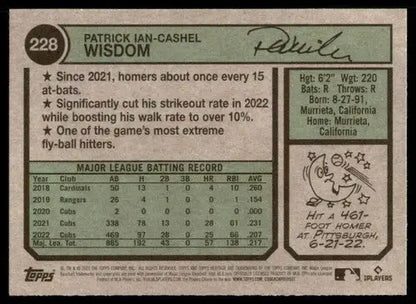 228
PATRICK IAN-CASHEL
WISDOM
★ Since 2021, homers about once every 15
at-bats.
★ Significantly cut his strikeout rate in 2022
while boosting his walk rate to over 10%.
★ One of the game's most extreme
fly-ball hitters.
Hgt: 6'2" Wgt: 220
Bats: R Throws: R
Born: 8-27-91,
Murrieta, California
Home: Murrieta,
California
MAJOR LEAGUE BATTING RECORD
Year Club AB H 2B 3B HR RBI AVG
2018 Cardinals 50 13 1 0 4 10 .260
2019 Rangers 26 4 1 0 0 1 .154
2020 Cubs 2 0 0 0 0 0 .000
2021 Cubs 338 78 13 0 28 61 .231
2022 Cubs 469 97 28 0 25 66 .207
Maj. Lea. Tot. 885 192 43 0 57 138 .217
HIT A 461-
FOOT HOMER
AT PITTSBURGH,
6-21-22.
Topps
MLB
PLAYERS